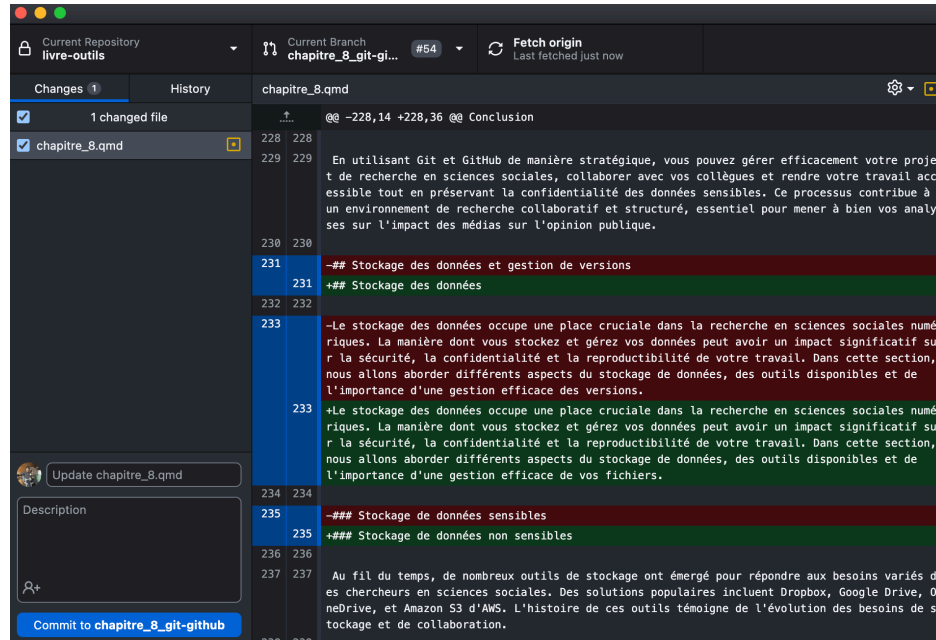 Current Repository
livre-outils
Current Branch
chapitre_8_git-gi... #54
Fetch origin
Last fetched just now
Changes 1 History
chapitre_8.qmd
1 changed file
@@ -228,14 +228,36 @@ Conclusion
chapitre_8.qmd
228 228
229 229 En utilisant Git et GitHub de manière stratégique, vous pouvez gérer efficacement votre proje
t de recherche en sciences sociales, collaborer avec vos collègues et rendre votre travail acc
essible tout en préservant la confidentialité des données sensibles. Ce processus contribue à
un environnement de recherche collaboratif et structuré, essentiel pour mener à bien vos analy
ses sur l'impact des médias sur l'opinion publique.
230 230
231 -## Stockage des données et gestion de versions
231 +## Stockage des données
232 232
233 -Le stockage des données occupe une place cruciale dans la recherche en sciences sociales numé
riques. La manière dont vous stockez et gérez vos données peut avoir un impact significatif su
r la sécurité, la confidentialité et la reproductibilité de votre travail. Dans cette section,
nous allons aborder différents aspects du stockage de données, des outils disponibles et de
l'importance d'une gestion efficace des versions.
233 +Le stockage des données occupe une place cruciale dans la recherche en sciences sociales numé
riques. La manière dont vous stockez et gérez vos données peut avoir un impact significatif su
r la sécurité, la confidentialité et la reproductibilité de votre travail. Dans cette section,
nous allons aborder différents aspects du stockage de données, des outils disponibles et de
l'importance d'une gestion efficace de vos fichiers.
234 234
235 -### Stockage de données sensibles
235 +### Stockage de données non sensibles
236 236
237 237 Au fil du temps, de nombreux outils de stockage ont émergé pour répondre aux besoins variés d
es chercheurs en sciences sociales. Des solutions populaires incluent Dropbox, Google Drive, O
neDrive, et Amazon S3 d'AWS. L'histoire de ces outils témoigne de l'évolution des besoins de s
tockage et de collaboration.
Update chapitre_8.qmd
Description
Commit to chapitre_8_git-github